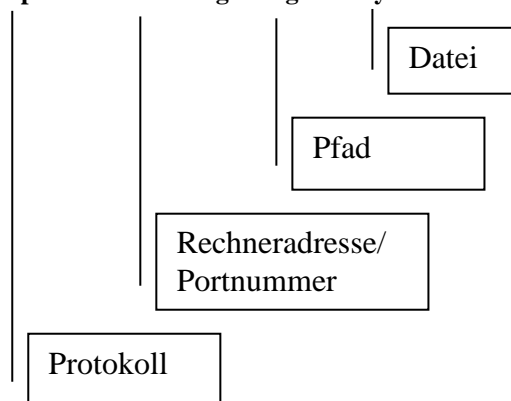 Datei
Pfad
Rechneradresse/
Portnummer
Protokoll